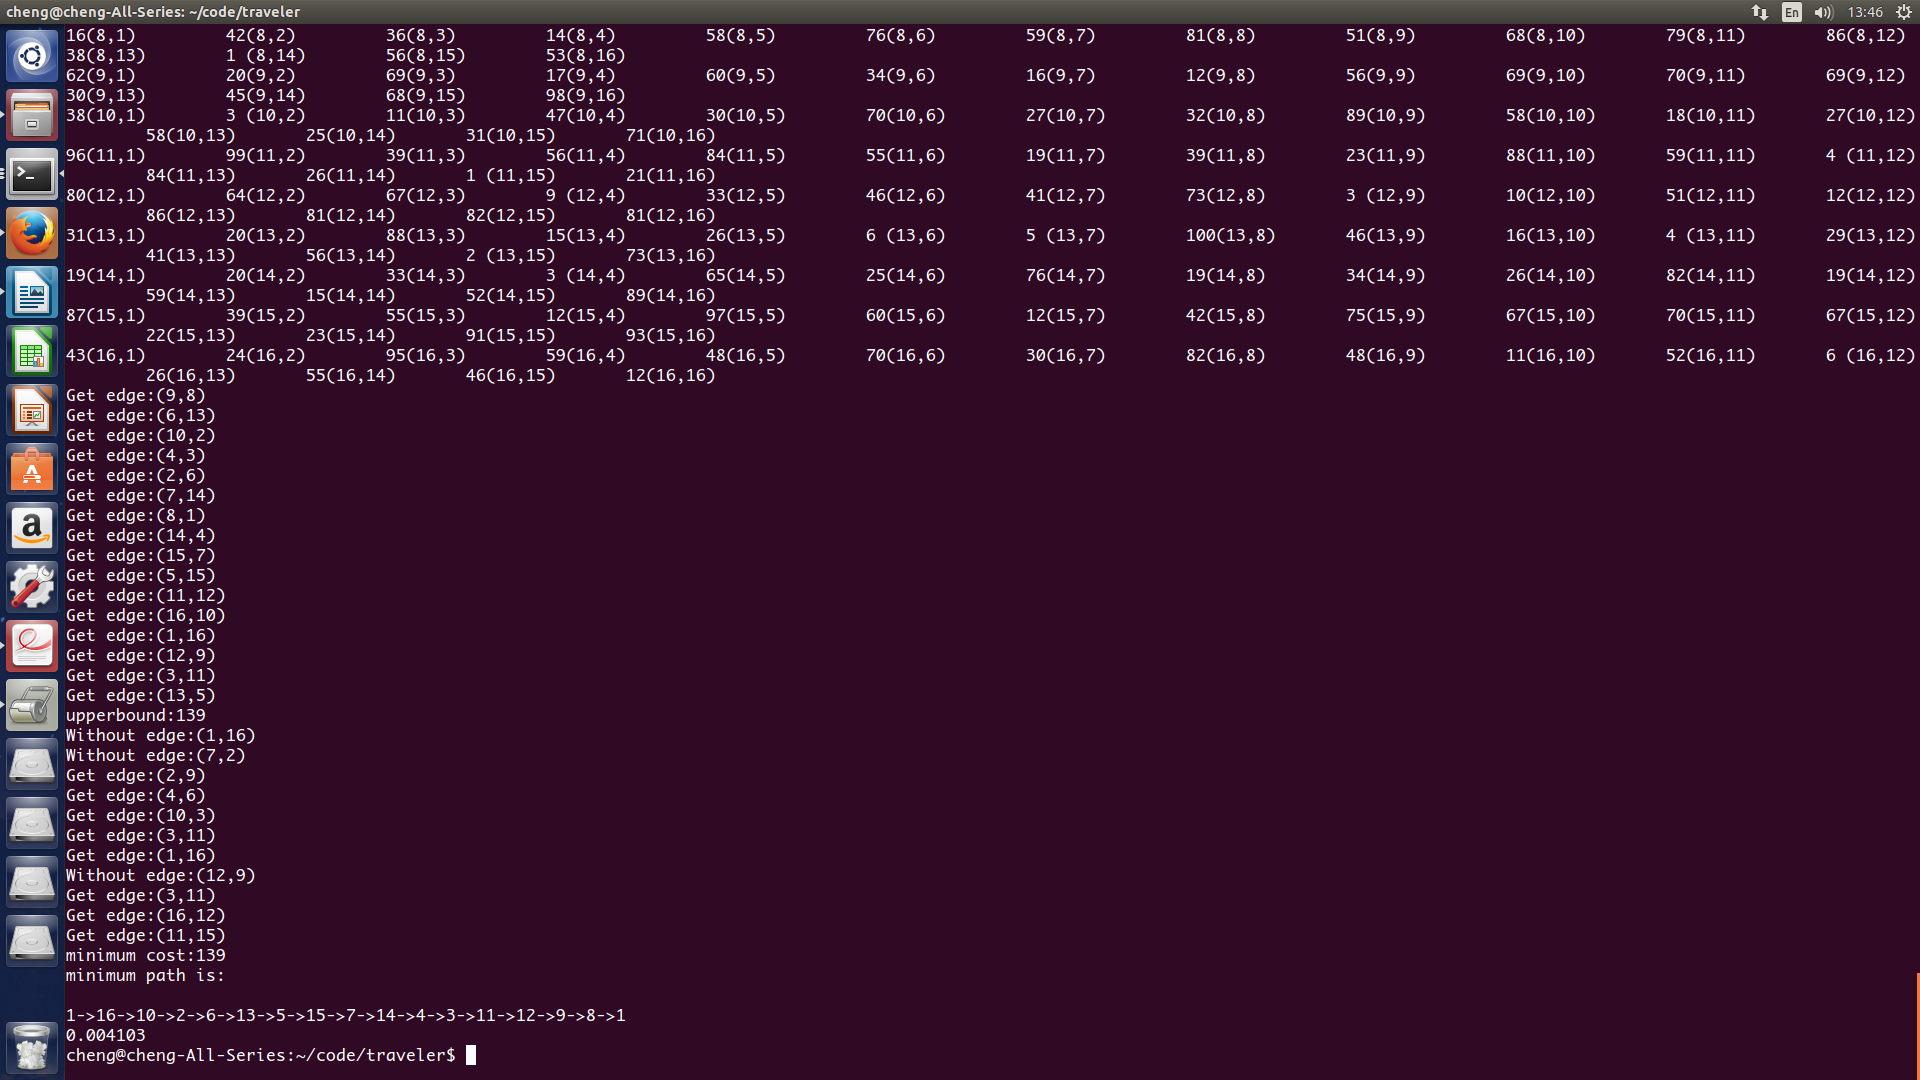 cheng@cheng-All-Series: ~/code/traveler En 13:46
16(8,1) 42(8,2) 36(8,3) 14(8,4) 58(8,5) 76(8,6) 59(8,7) 81(8,8) 51(8,9) 68(8,10) 79(8,11) 86(8,12)
38(8,13) 1 (8,14) 56(8,15) 53(8,16)
62(9,1) 20(9,2) 69(9,3) 17(9,4) 60(9,5) 34(9,6) 16(9,7) 12(9,8) 56(9,9) 69(9,10) 70(9,11) 69(9,12)
30(9,13) 45(9,14) 68(9,15) 98(9,16)
38(10,1) 3 (10,2) 11(10,3) 47(10,4) 30(10,5) 70(10,6) 27(10,7) 32(10,8) 89(10,9) 58(10,10) 18(10,11) 27(10,12)
58(10,13) 25(10,14) 31(10,15) 71(10,16)
96(11,1) 99(11,2) 39(11,3) 56(11,4) 84(11,5) 55(11,6) 19(11,7) 39(11,8) 23(11,9) 88(11,10) 59(11,11) 4 (11,12)
84(11,13) 26(11,14) 1 (11,15) 21(11,16)
80(12,1) 64(12,2) 67(12,3) 9 (12,4) 33(12,5) 46(12,6) 41(12,7) 73(12,8) 3 (12,9) 10(12,10) 51(12,11) 12(12,12)
86(12,13) 81(12,14) 82(12,15) 81(12,16)
31(13,1) 20(13,2) 88(13,3) 15(13,4) 26(13,5) 6 (13,6) 5 (13,7) 100(13,8) 46(13,9) 16(13,10) 4 (13,11) 29(13,12)
41(13,13) 56(13,14) 2 (13,15) 73(13,16)
19(14,1) 20(14,2) 33(14,3) 3 (14,4) 65(14,5) 25(14,6) 76(14,7) 19(14,8) 34(14,9) 26(14,10) 82(14,11) 19(14,12)
59(14,13) 15(14,14) 52(14,15) 89(14,16)
87(15,1) 39(15,2) 55(15,3) 12(15,4) 97(15,5) 60(15,6) 12(15,7) 42(15,8) 75(15,9) 67(15,10) 70(15,11) 67(15,12)
22(15,13) 23(15,14) 91(15,15) 93(15,16)
43(16,1) 24(16,2) 95(16,3) 59(16,4) 48(16,5) 70(16,6) 30(16,7) 82(16,8) 48(16,9) 11(16,10) 52(16,11) 6 (16,12)
26(16,13) 55(16,14) 46(16,15) 12(16,16)
Get edge:(9,8)
Get edge:(6,13)
Get edge:(10,2)
Get edge:(4,3)
Get edge:(2,6)
Get edge:(7,14)
Get edge:(8,1)
Get edge:(14,4)
Get edge:(15,7)
Get edge:(5,15)
Get edge:(11,12)
Get edge:(16,10)
Get edge:(1,16)
Get edge:(12,9)
Get edge:(3,11)
Get edge:(13,5)
upperbound:139
Without edge:(1,16)
Without edge:(7,2)
Get edge:(2,9)
Get edge:(4,6)
Get edge:(10,3)
Get edge:(3,11)
Get edge:(1,16)
Without edge:(12,9)
Get edge:(3,11)
Get edge:(16,12)
Get edge:(11,15)
minimum cost:139
minimum path is:
1->16->10->2->6->13->5->15->7->14->4->3->11->12->9->8->1
0.004103
cheng@cheng-All-Series:~/code/traveler$